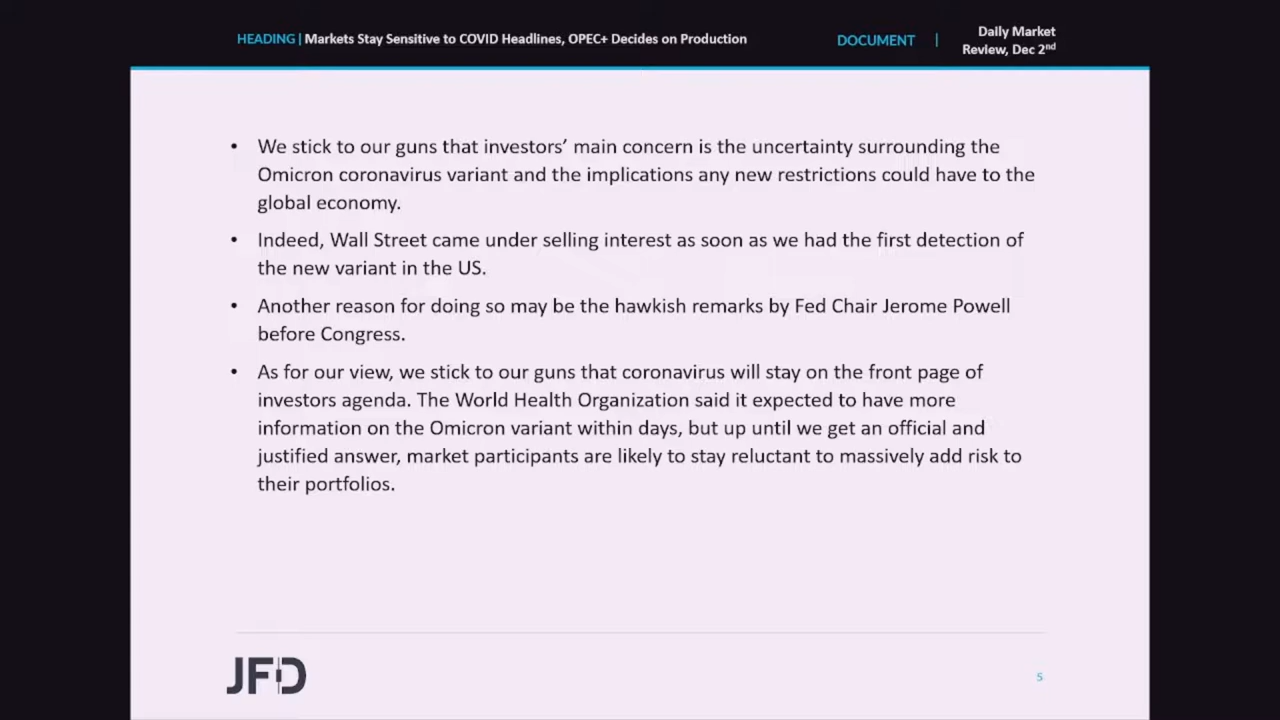 HEADING | Markets Stay Sensitive to COVID Headlines, OPEC+ Decides on Production
DOCUMENT |
Daily Market
Review, Dec 2nd
• We stick to our guns that investors’ main concern is the uncertainty surrounding the
Omicron coronavirus variant and the implications any new restrictions could have to the
global economy.
• Indeed, Wall Street came under selling interest as soon as we had the first detection of
the new variant in the US.
• Another reason for doing so may be the hawkish remarks by Fed Chair Jerome Powell
before Congress.
• As for our view, we stick to our guns that coronavirus will stay on the front page of
investors agenda. The World Health Organization said it expected to have more
information on the Omicron variant within days, but up until we get an official and
justified answer, market participants are likely to stay reluctant to massively add risk to
their portfolios.
JFD
5